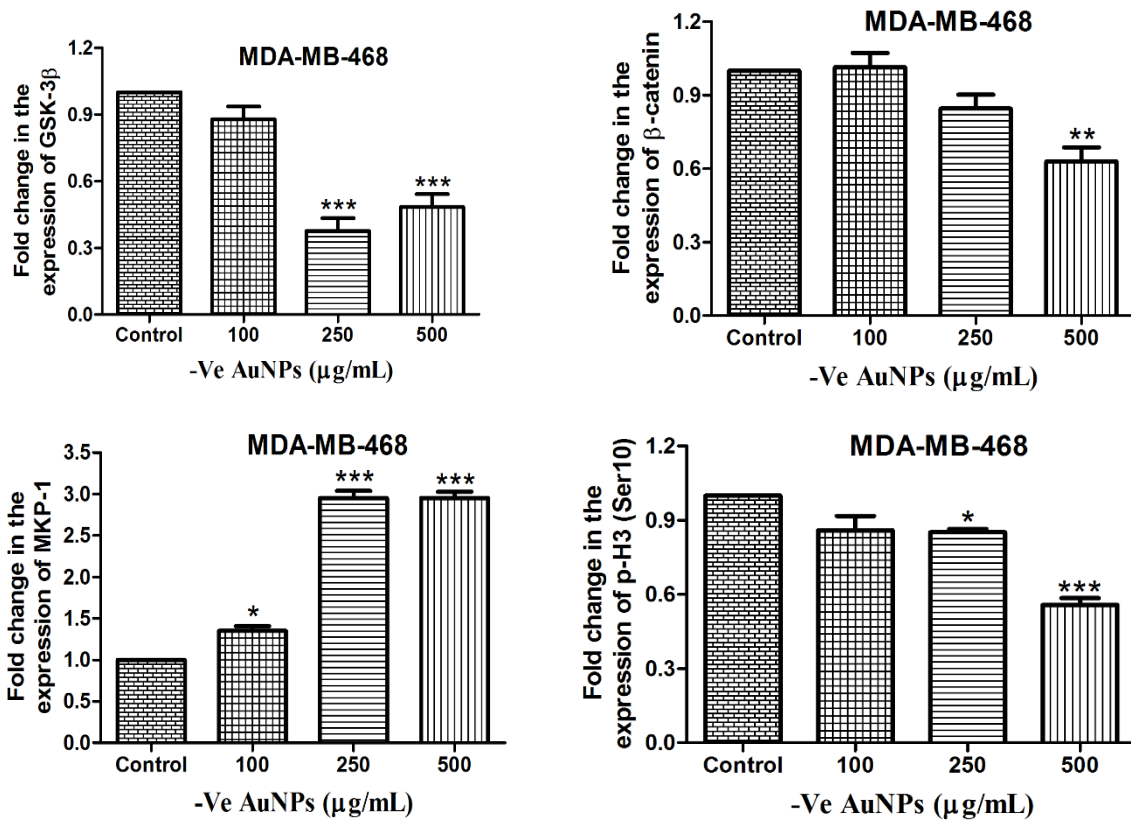 MDA-MB-468
Fold change in the
expression of GSK-3β
1.2
0.9
0.6
0.3
0.0
***
***
Control 100 250 500
-Ve AuNPs (µg/mL)
MDA-MB-468
Fold change in the
expression of β-catenin
1.2
0.9
0.6
0.3
0.0
**
Control 100 250 500
-Ve AuNPs (µg/mL)
MDA-MB-468
Fold change in the
expression of MKP-1
3.5
3.0
2.5
2.0
1.5
1.0
0.5
0.0
*
***
***
Control 100 250 500
-Ve AuNPs (µg/mL)
MDA-MB-468
Fold change in the
expression of p-H3 (Ser10)
1.2
0.9
0.6
0.3
0.0
*
***
Control 100 250 500
-Ve AuNPs (µg/mL)